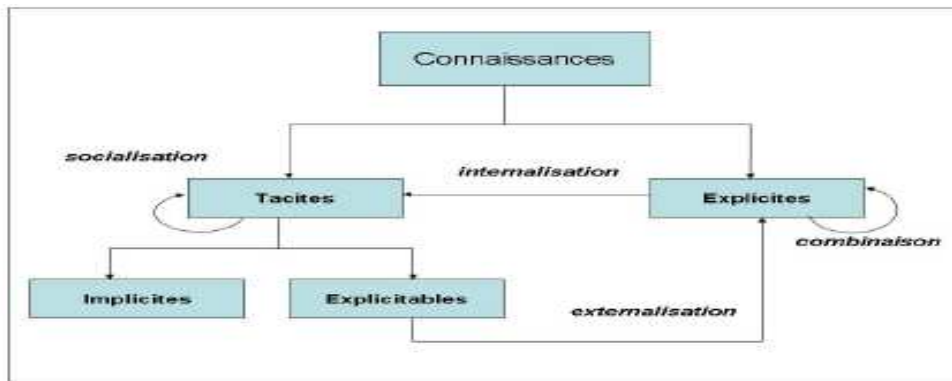 Connaissances
socialisation
internalisation
Tacites
Explicites
combinaison
Implicites
Explicitables
externalisation